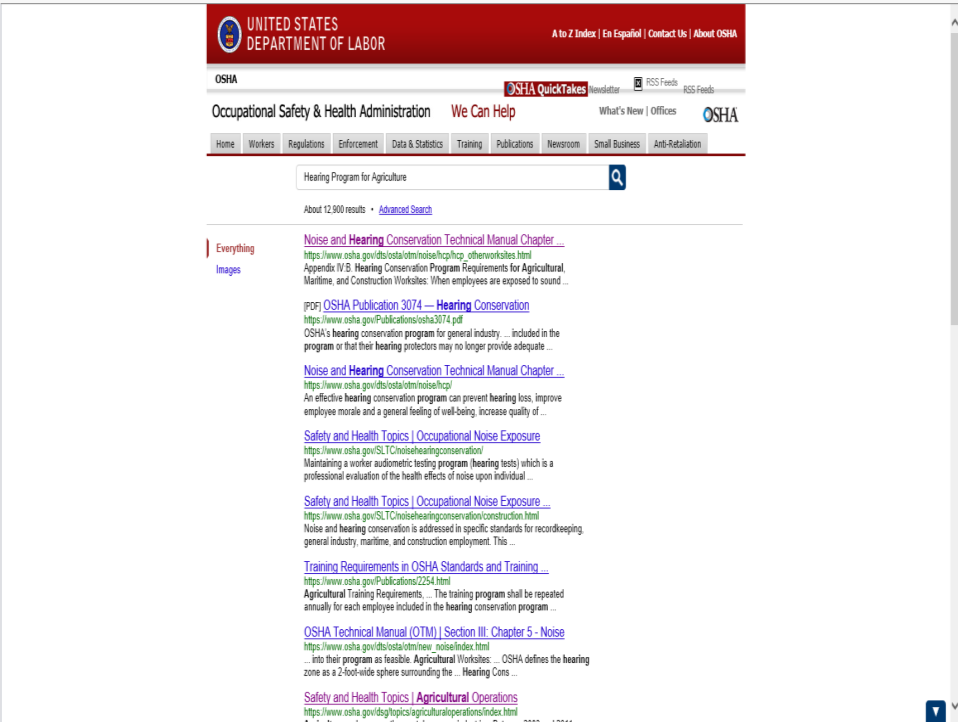 UNITED STATES
DEPARTMENT OF LABOR
A to Z Index | En Español | Contact Us | About OSHA
OSHA
OSHA QuickTakes Newsletter RSS Feeds RSS Feeds
Occupational Safety & Health Administration We Can Help What's New | Offices OSHA
Home Workers Regulations Enforcement Data & Statistics Training Publications Newsroom Small Business Anti-Retaliation
Hearing Program for Agriculture
About 12,900 results • Advanced Search
Everything
Images
Noise and Hearing Conservation Technical Manual Chapter ...
https://www.osha.gov/dts/osta/otm/noise/hcp/hcp_otherworksites.html
Appendix IV:B. Hearing Conservation Program Requirements for Agricultural,
Maritime, and Construction Worksites: When employees are exposed to sound ...
[PDF] OSHA Publication 3074 — Hearing Conservation
https://www.osha.gov/Publications/osha3074.pdf
OSHA's hearing conservation program for general industry. ... included in the
program or that their hearing protectors may no longer provide adequate ...
Noise and Hearing Conservation Technical Manual Chapter ...
https://www.osha.gov/dts/osta/otm/noise/hcp/
An effective hearing conservation program can prevent hearing loss, improve
employee morale and a general feeling of well-being, increase quality of ...
Safety and Health Topics | Occupational Noise Exposure
https://www.osha.gov/SLTC/noisehearingconservation/
Maintaining a worker audiometric testing program (hearing tests) which is a
professional evaluation of the health effects of noise upon individual ...
Safety and Health Topics | Occupational Noise Exposure ...
https://www.osha.gov/SLTC/noisehearingconservation/construction.html
Noise and hearing conservation is addressed in specific standards for recordkeeping,
general industry, maritime, and construction employment. This ...
Training Requirements in OSHA Standards and Training ...
https://www.osha.gov/Publications/2254.html
Agricultural Training Requirements, ... The training program shall be repeated
annually for each employee included in the hearing conservation program ...
OSHA Technical Manual (OTM) | Section III: Chapter 5 - Noise
https://www.osha.gov/dts/osta/otm/new_noise/index.html
... into their program as feasible. Agricultural Worksites: ... OSHA defines the hearing
zone as a 2-foot-wide sphere surrounding the ... Hearing Cons ...
Safety and Health Topics | Agricultural Operations
https://www.osha.gov/dsg/topics/agriculturaloperations/index.html